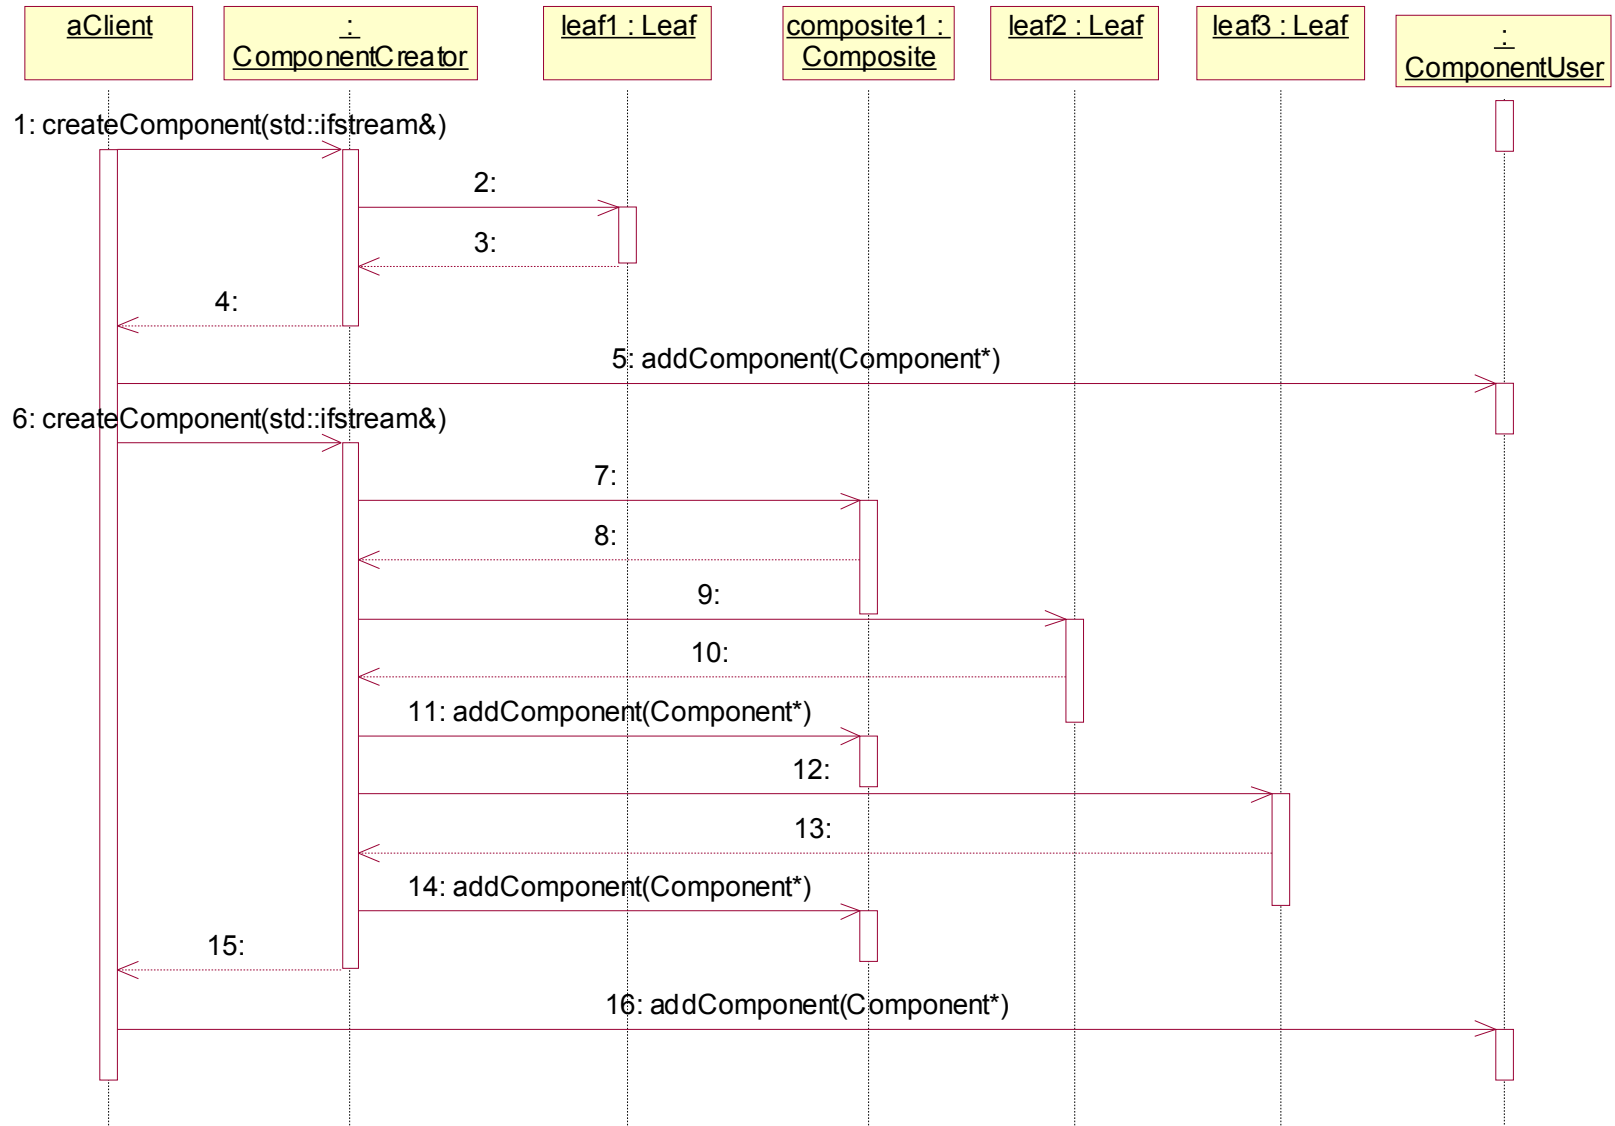 aClient
:
ComponentCreator
leaf1 : Leaf
composite1 :
Composite
leaf2 : Leaf
leaf3 : Leaf
:
ComponentUser
1: createComponent(std::ifstream&)
2:
3:
4:
5: addComponent(Component*)
6: createComponent(std::ifstream&)
7:
8:
9:
10:
11: addComponent(Component*)
12:
13:
14: addComponent(Component*)
15:
16: addComponent(Component*)